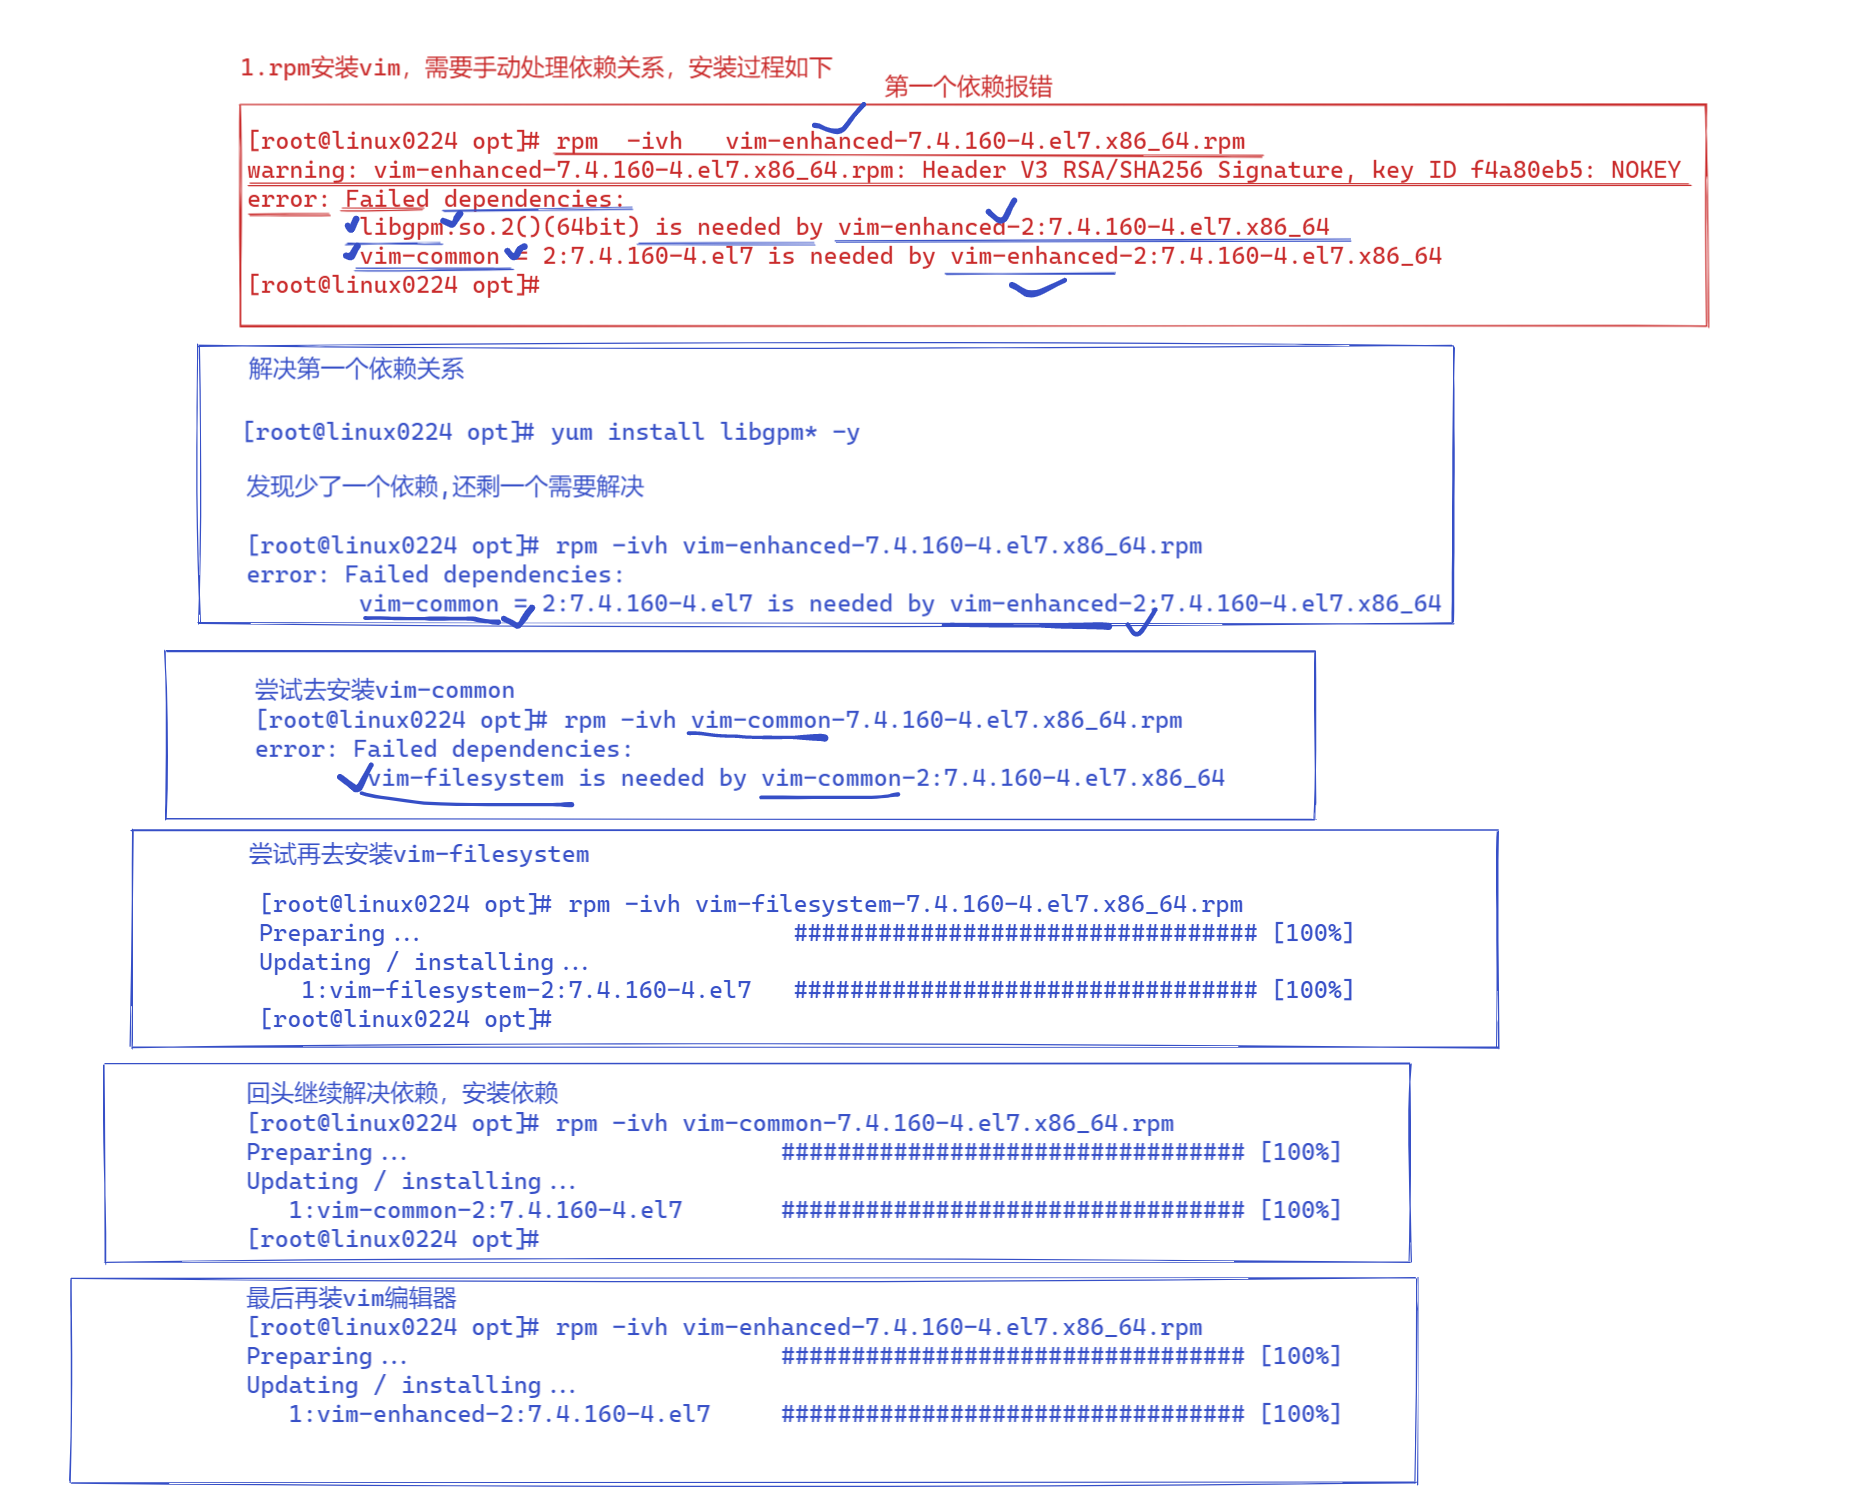 1.rpm安装vim，需要手动处理依赖关系，安装过程如下
第一个依赖报错
[root@linux0224 opt]# rpm  -ivh   vim-enhanced-7.4.160-4.el7.x86_64.rpm
warning: vim-enhanced-7.4.160-4.el7.x86_64.rpm: Header V3 RSA/SHA256 Signature, key ID f4a80eb5: NOKEY
error: Failed dependencies:
libgpm.so.2()(64bit) is needed by vim-enhanced-2:7.4.160-4.el7.x86_64
vim-common = 2:7.4.160-4.el7 is needed by vim-enhanced-2:7.4.160-4.el7.x86_64
[root@linux0224 opt]#
解决第一个依赖关系
[root@linux0224 opt]# yum install libgpm* -y
发现少了一个依赖,还剩一个需要解决
[root@linux0224 opt]# rpm -ivh vim-enhanced-7.4.160-4.el7.x86_64.rpm
error: Failed dependencies:
vim-common = 2:7.4.160-4.el7 is needed by vim-enhanced-2:7.4.160-4.el7.x86_64
尝试去安装vim-common
[root@linux0224 opt]# rpm -ivh vim-common-7.4.160-4.el7.x86_64.rpm
error: Failed dependencies:
vim-filesystem is needed by vim-common-2:7.4.160-4.el7.x86_64
尝试再去安装vim-filesystem
[root@linux0224 opt]# rpm -ivh vim-filesystem-7.4.160-4.el7.x86_64.rpm
Preparing...                          ################################# [100%]
Updating / installing...
1:vim-filesystem-2:7.4.160-4.el7   ################################# [100%]
[root@linux0224 opt]#
回头继续解决依赖，安装依赖
[root@linux0224 opt]# rpm -ivh vim-common-7.4.160-4.el7.x86_64.rpm
Preparing...                          ################################# [100%]
Updating / installing...
1:vim-common-2:7.4.160-4.el7       ################################# [100%]
[root@linux0224 opt]#
最后再装vim编辑器
[root@linux0224 opt]# rpm -ivh vim-enhanced-7.4.160-4.el7.x86_64.rpm
Preparing...                          ################################# [100%]
Updating / installing...
1:vim-enhanced-2:7.4.160-4.el7     ################################# [100%]